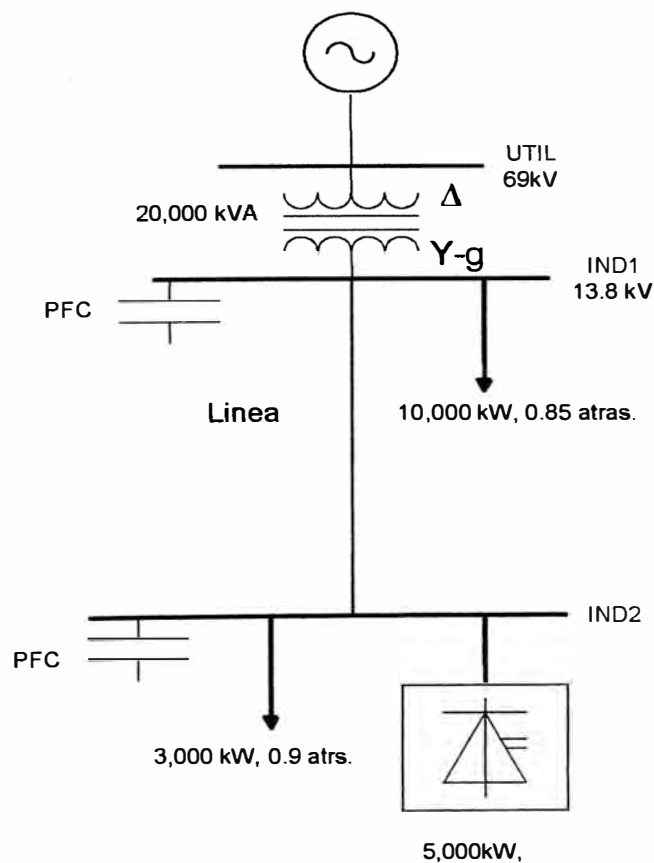 UTIL
69kV
20,000 kVA
Δ
Y-g
IND1
13.8 kV
PFC
Linea
10,000 kW, 0.85 atras.
IND2
PFC
3,000 kW, 0.9 atrs.
5,000kW,